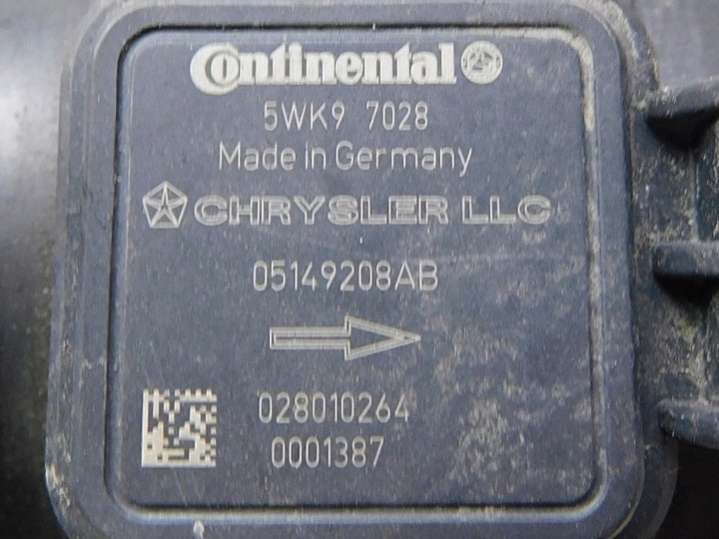 Continental
5WK9 7028
Made in Germany
CHRYSLER LLC
05149208AB
028010264
0001387